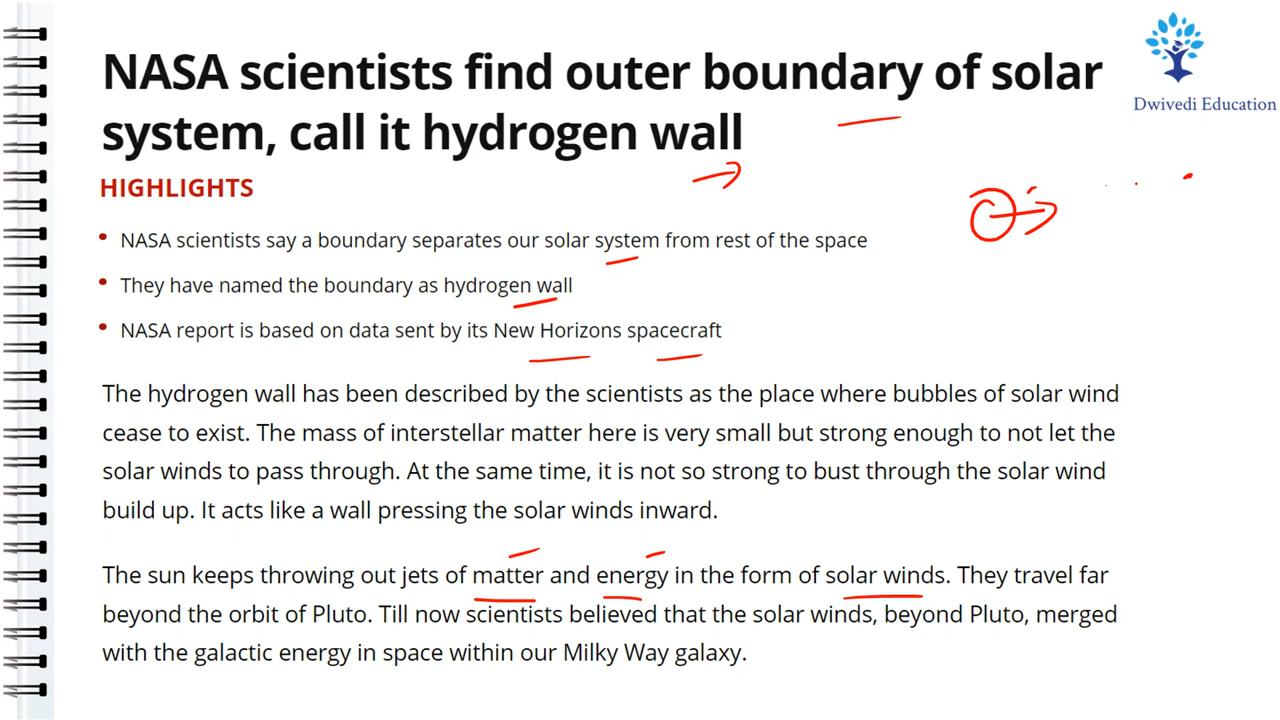 Dwivedi Education
NASA scientists find outer boundary of solar
system, call it hydrogen wall
HIGHLIGHTS
• NASA scientists say a boundary separates our solar system from rest of the space
• They have named the boundary as hydrogen wall
• NASA report is based on data sent by its New Horizons spacecraft
The hydrogen wall has been described by the scientists as the place where bubbles of solar wind
cease to exist. The mass of interstellar matter here is very small but strong enough to not let the
solar winds to pass through. At the same time, it is not so strong to bust through the solar wind
build up. It acts like a wall pressing the solar winds inward.
The sun keeps throwing out jets of matter and energy in the form of solar winds. They travel far
beyond the orbit of Pluto. Till now scientists believed that the solar winds, beyond Pluto, merged
with the galactic energy in space within our Milky Way galaxy.